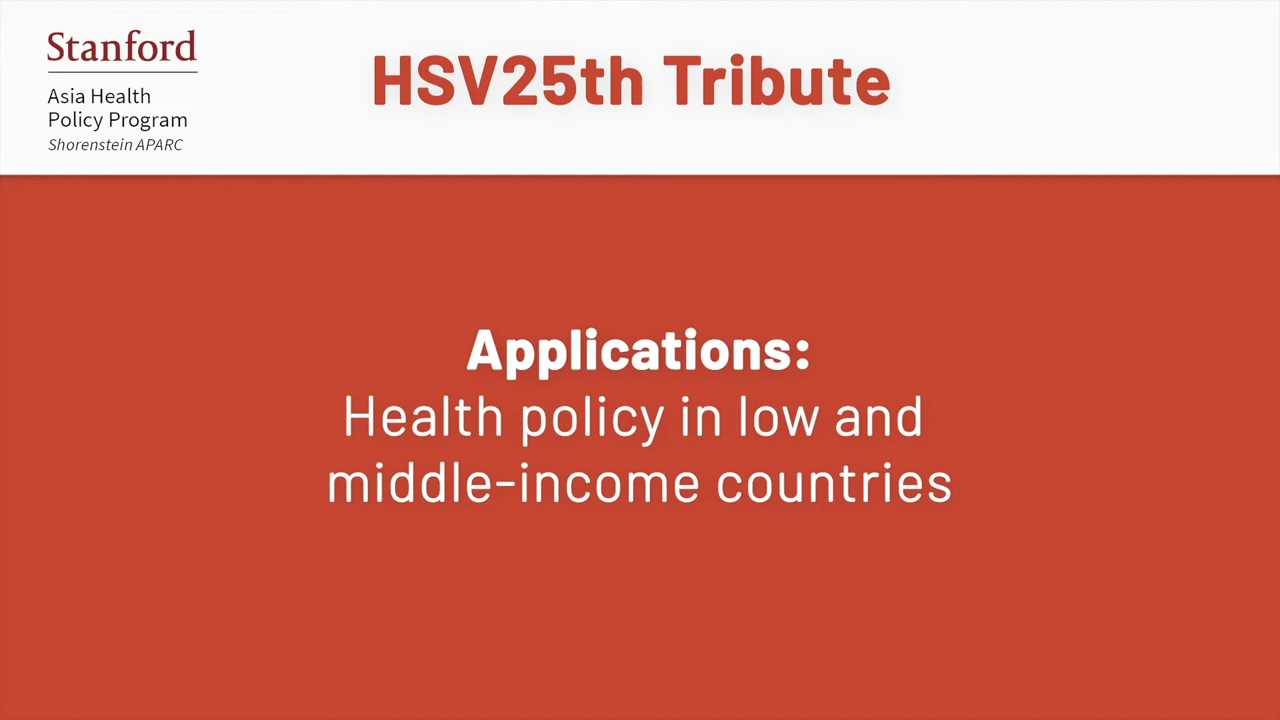 Stanford
Asia Health
Policy Program
Shorenstein APARC
HSV25th Tribute
Applications:
Health policy in low and
middle-income countries